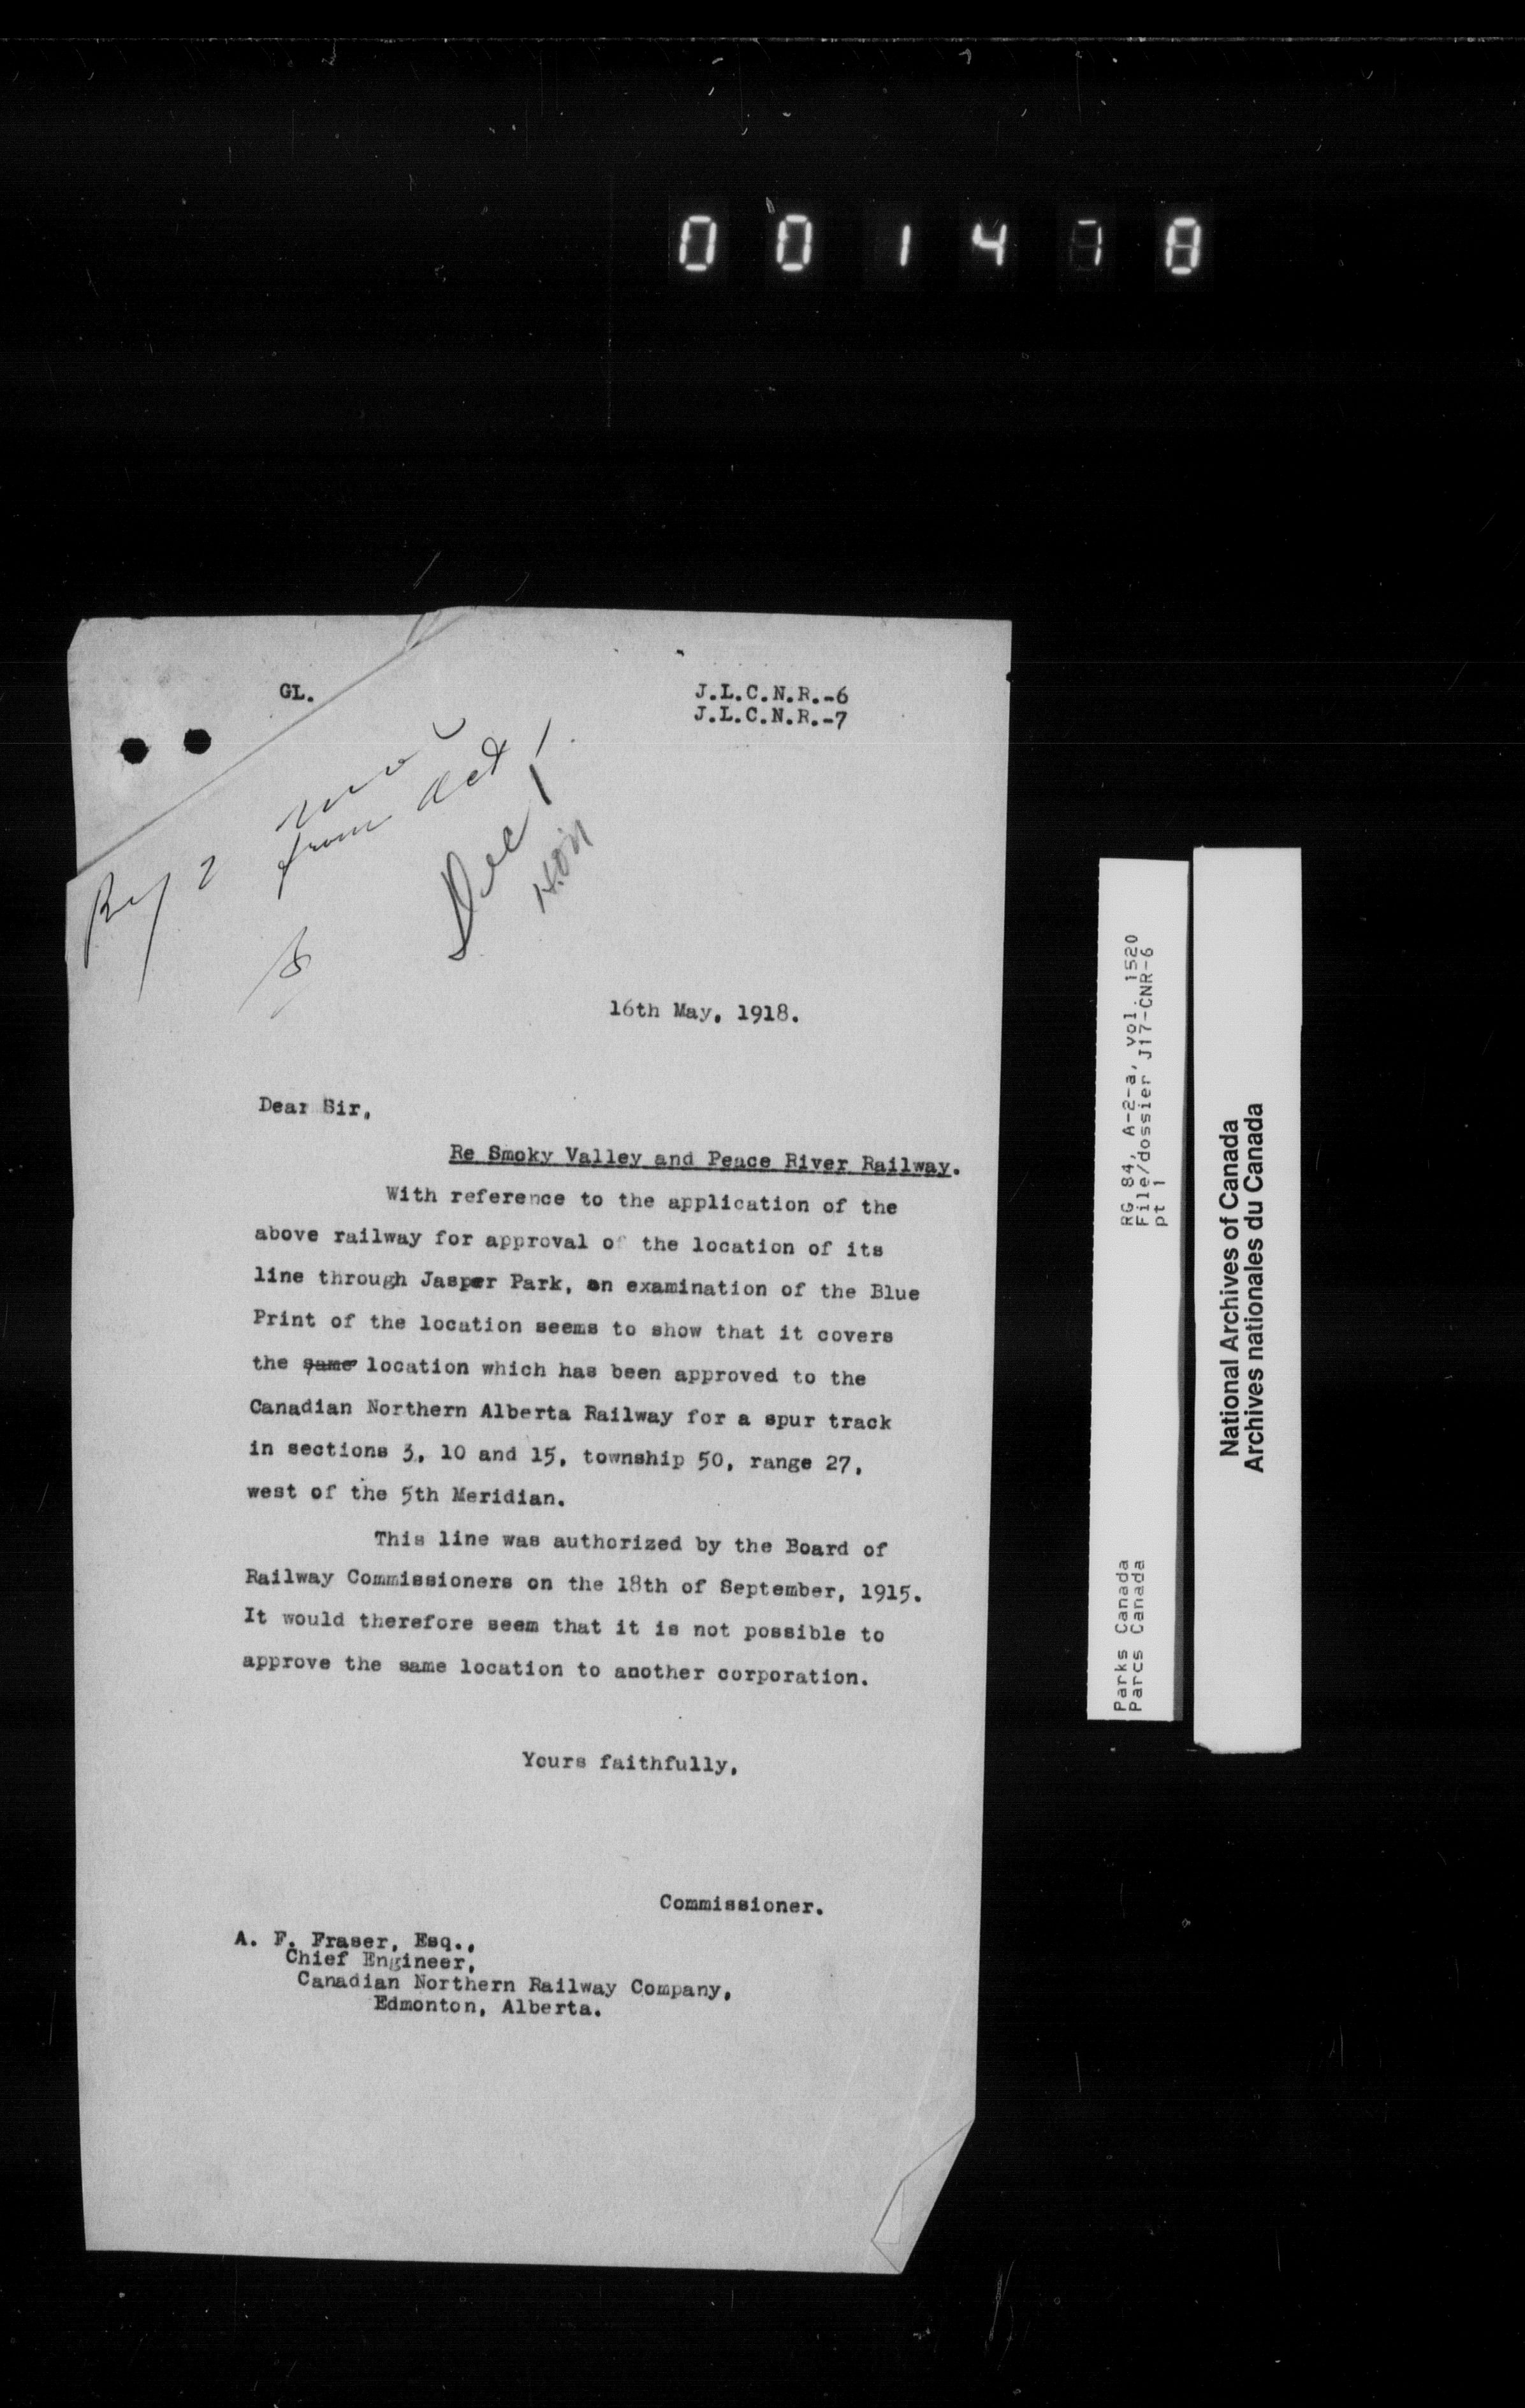 001478
GL.
J.L.C.N.R.-6
J.L.C.N.R.-7
from Oct 1
Dec 1
16th May, 1918.
Dear Sir,
Re Smoky Valley and Peace River Railway.
With reference to the application of the
above railway for approval of the location of its
line through Jasper Park, an examination of the Blue
Print of the location seems to show that it covers
the same location which has been approved to the
Canadian Northern Alberta Railway for a spur track
in sections 3, 10 and 15, township 50, range 27,
west of the 5th Meridian.
This line was authorized by the Board of
Railway Commissioners on the 18th of September, 1915.
It would therefore seem that it is not possible to
approve the same location to another corporation.
Yours faithfully,
Commissioner.
A. F. Fraser, Esq.,
Chief Engineer,
Canadian Northern Railway Company,
Edmonton, Alberta.
RG 84, A-2-a, vol. 1520
File/dossier J17-CNR-6
pt 1
Parks Canada
Parcs Canada
National Archives of Canada
Archives nationales du Canada